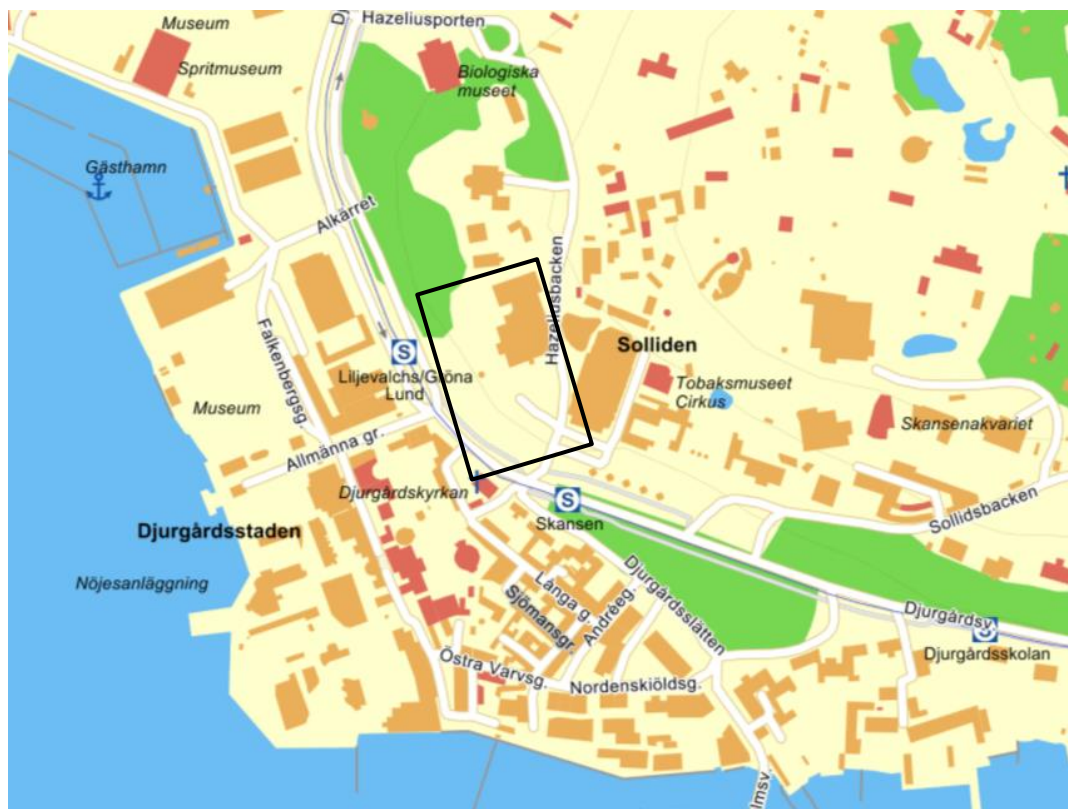 Hazeliusporten
Museum
Spritmuseum
Biologiska
museet
Gästhamn
Alkärret
Hazeliusbacken
Falkenbergsg.
S
Liljevalchs/Gröna
Lund
Solliden
Tobaksmuseet
Cirkus
Museum
Skansenakvariet
Allmänna gr.
Djurgårdskyrkan
S
Skansen
Sollidsbacken
Djurgårdsstaden
Nöjesanläggning
Långa g.
Sjömansgr.
Andréeg.
Djurgårdsslätten
Djurgårdsv.
S
Djurgårdsskolan
Östra Varvsg.
Nordenskiöldsg.
lmsv.